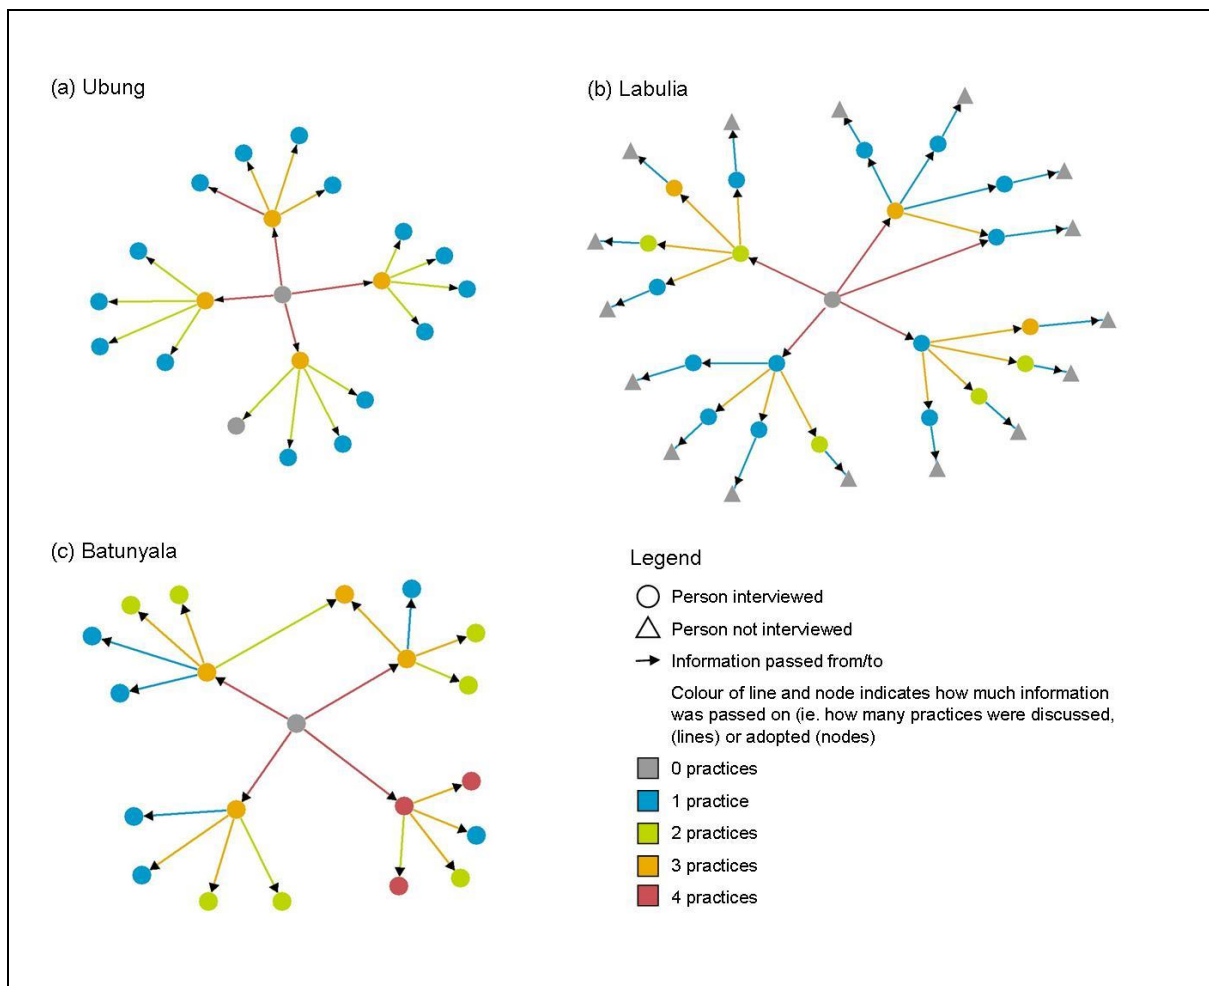 (a) Ubung
(b) Labulia
(c) Batunyala
Legend
Person interviewed
Person not interviewed
Information passed from/to
Colour of line and node indicates how much information
was passed on (ie. how many practices were discussed,
(lines) or adopted (nodes)
0 practices
1 practice
2 practices
3 practices
4 practices